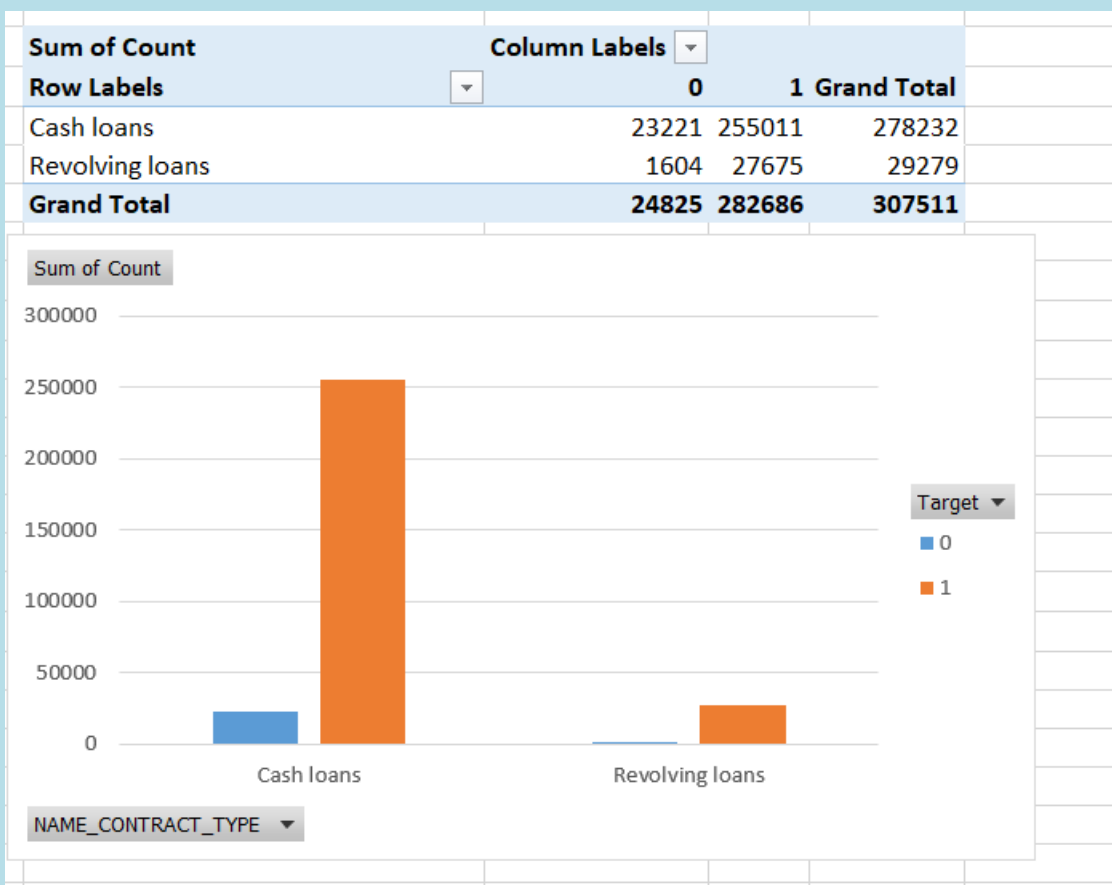 Sum of Count Column Labels
Row Labels 0 1 Grand Total
Cash loans 23221 255011 278232
Revolving loans 1604 27675 29279
Grand Total 24825 282686 307511
Sum of Count
300000
250000
200000
150000
100000
50000
0
Cash loans Revolving loans
Target
0
1
NAME_CONTRACT_TYPE